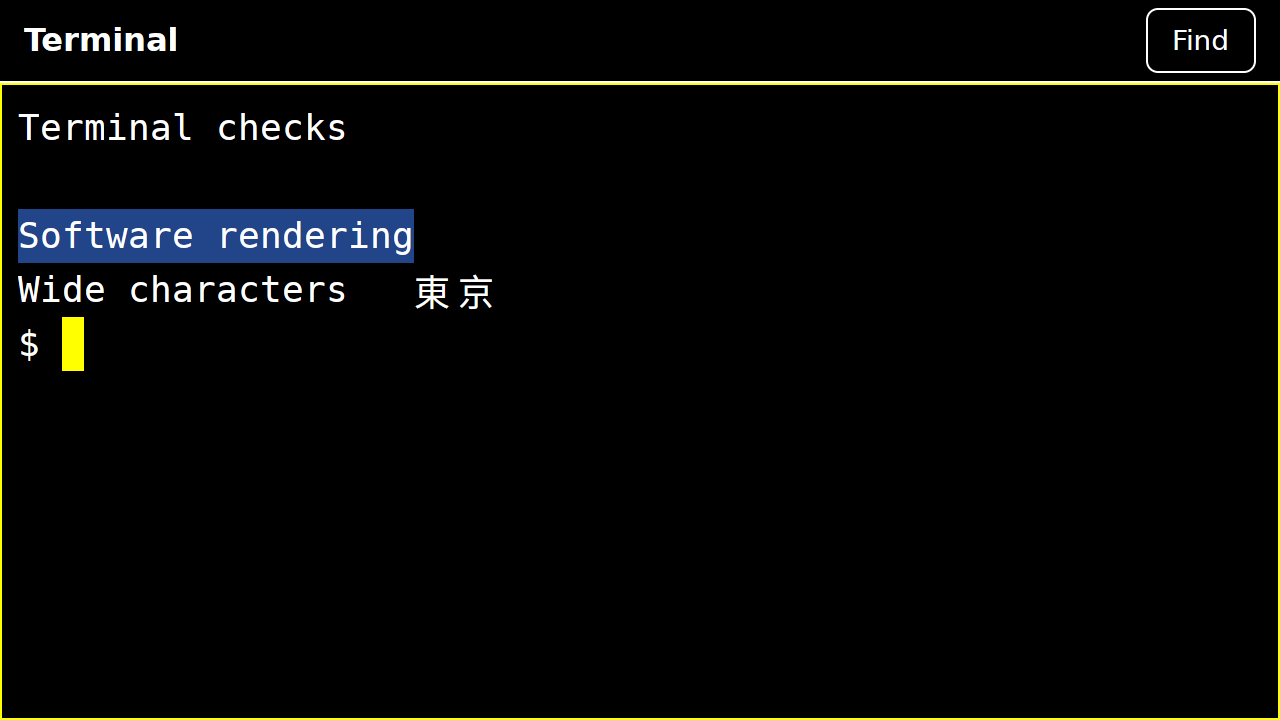 Terminal
Find
Terminal checks
Software rendering
Wide characters   東京
$